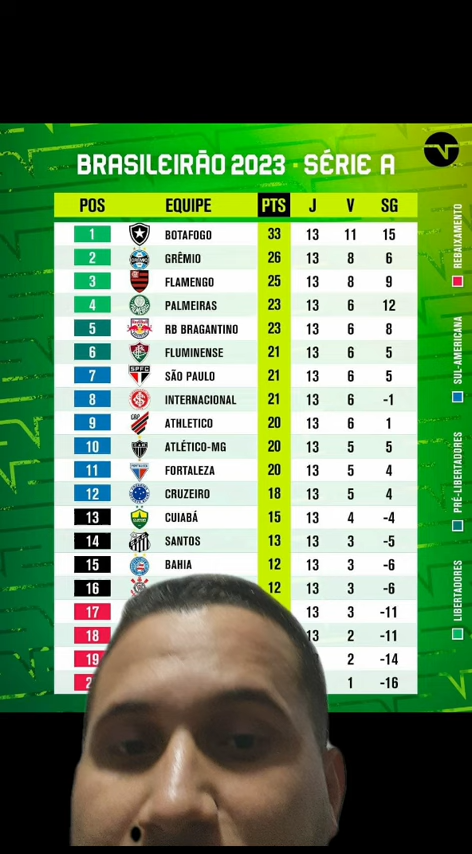 BRASILEIRÃO 2023 · SÉRIE A
POS EQUIPE PTS J V SG
1 BOTAFOGO 33 13 11 15
2 GRÊMIO 26 13 8 6
3 FLAMENGO 25 13 8 9
4 PALMEIRAS 23 13 6 12
5 RB BRAGANTINO 23 13 6 8
6 FLUMINENSE 21 13 6 5
7 SPFC SÃO PAULO 21 13 6 5
8 INTERNACIONAL 21 13 6 -1
9 CAP ATHLETICO 20 13 6 1
10 ATLÉTICO-MG 20 13 5 5
11 FORTALEZA 20 13 5 4
12 CRUZEIRO 18 13 5 4
13 CUIABÁ 15 13 4 -4
14 SANTOS 13 13 3 -5
15 BAHIA 12 13 3 -6
16 12 13 3 -6
17 13 3 -11
18 13 2 -11
19 2 -14
1 -16
REBAIXAMENTO
SUL-AMERICANA
PRÉ-LIBERTADORES
LIBERTADORES